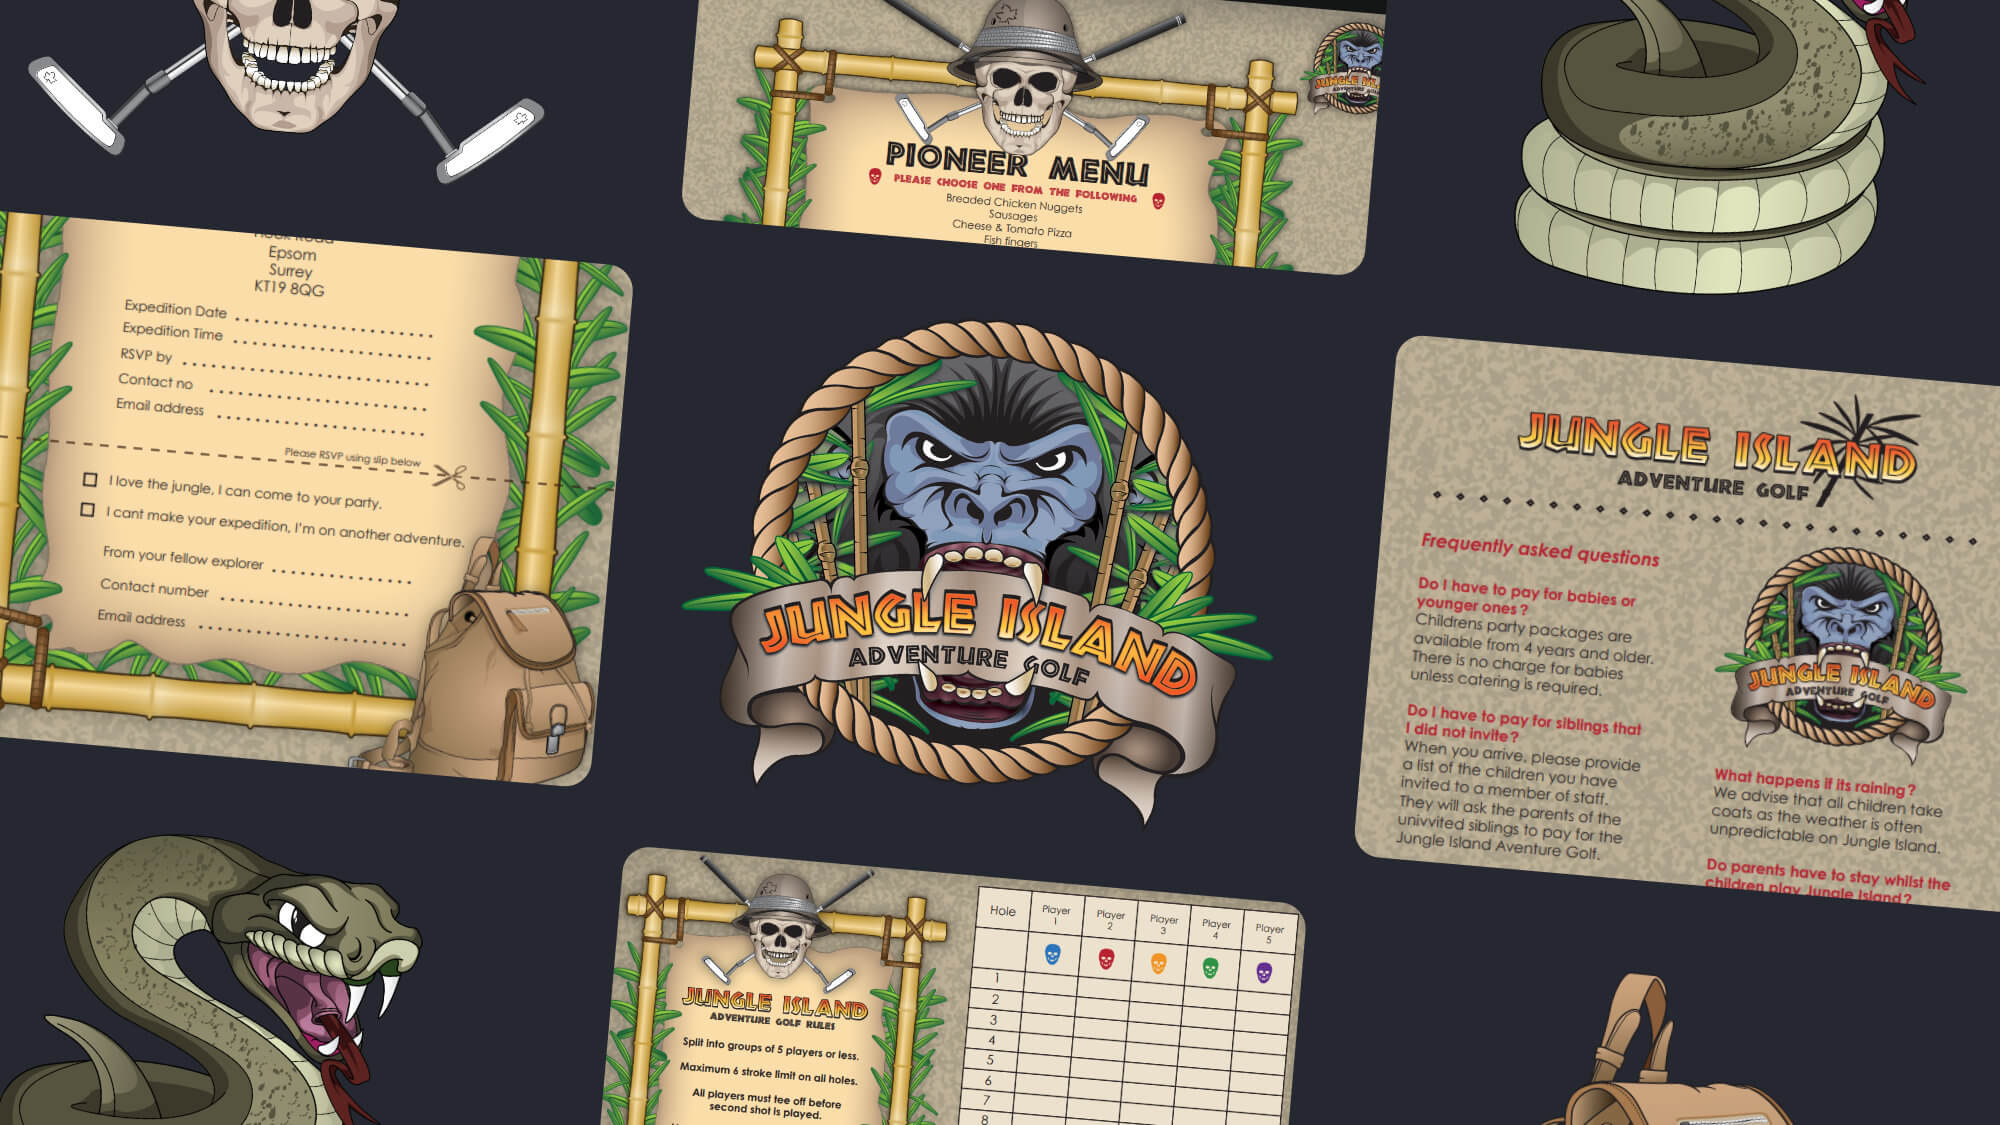 PIONEER MENU
PLEASE CHOOSE ONE FROM THE FOLLOWING
Breaded Chicken Nuggets
Sausages
Cheese & Tomato Pizza
Fish fingers
JUNGLE ISL
ADVENTURE GOL
Hook Road
Epsom
Surrey
KT19 8QG
Expedition Date
Expedition Time
RSVP by
Contact no
Email address
Please RSVP using slip below
I love the jungle, I can come to your party.
I cant make your expedition, I'm on another adventure.
From your fellow explorer
Contact number
Email address
JUNGLE ISLAND
ADVENTURE GOLF
JUNGLE ISLAND
ADVENTURE GOLF
Frequently asked questions
Do I have to pay for babies or
younger ones?
Childrens party packages are
available from 4 years and older.
There is no charge for babies
unless catering is required.
Do I have to pay for siblings that
I did not invite?
When you arrive, please provide
a list of the children you have
invited to a member of staff.
They will ask the parents of the
univvited siblings to pay for the
Jungle Island Aventure Golf.
JUNGLE ISLAND
ADVENTURE GOLF
What happens if its raining?
We advise that all children take
coats as the weather is often
unpredictable on Jungle Island.
Do parents have to stay whilst the
children play Jungle Island?
JUNGLE ISLAND
ADVENTURE GOLF RULES
Split into groups of 5 players or less.
Maximum 6 stroke limit on all holes.
All players must tee off before
second shot is played.
Hole Player 1 Player 2 Player 3 Player 4 Player 5
1
2
3
4
5
6
7
8